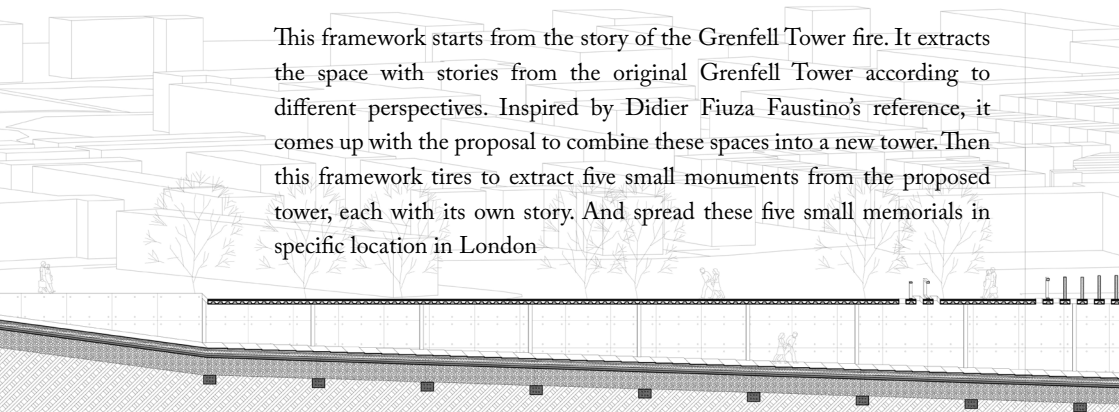 This framework starts from the story of the Grenfell Tower fire. It extracts
the space with stories from the original Grenfell Tower according to
different perspectives. Inspired by Didier Fiuza Faustino's reference, it
comes up with the proposal to combine these spaces into a new tower. Then
this framework tires to extract five small monuments from the proposed
tower, each with its own story. And spread these five small memorials in
specific location in London